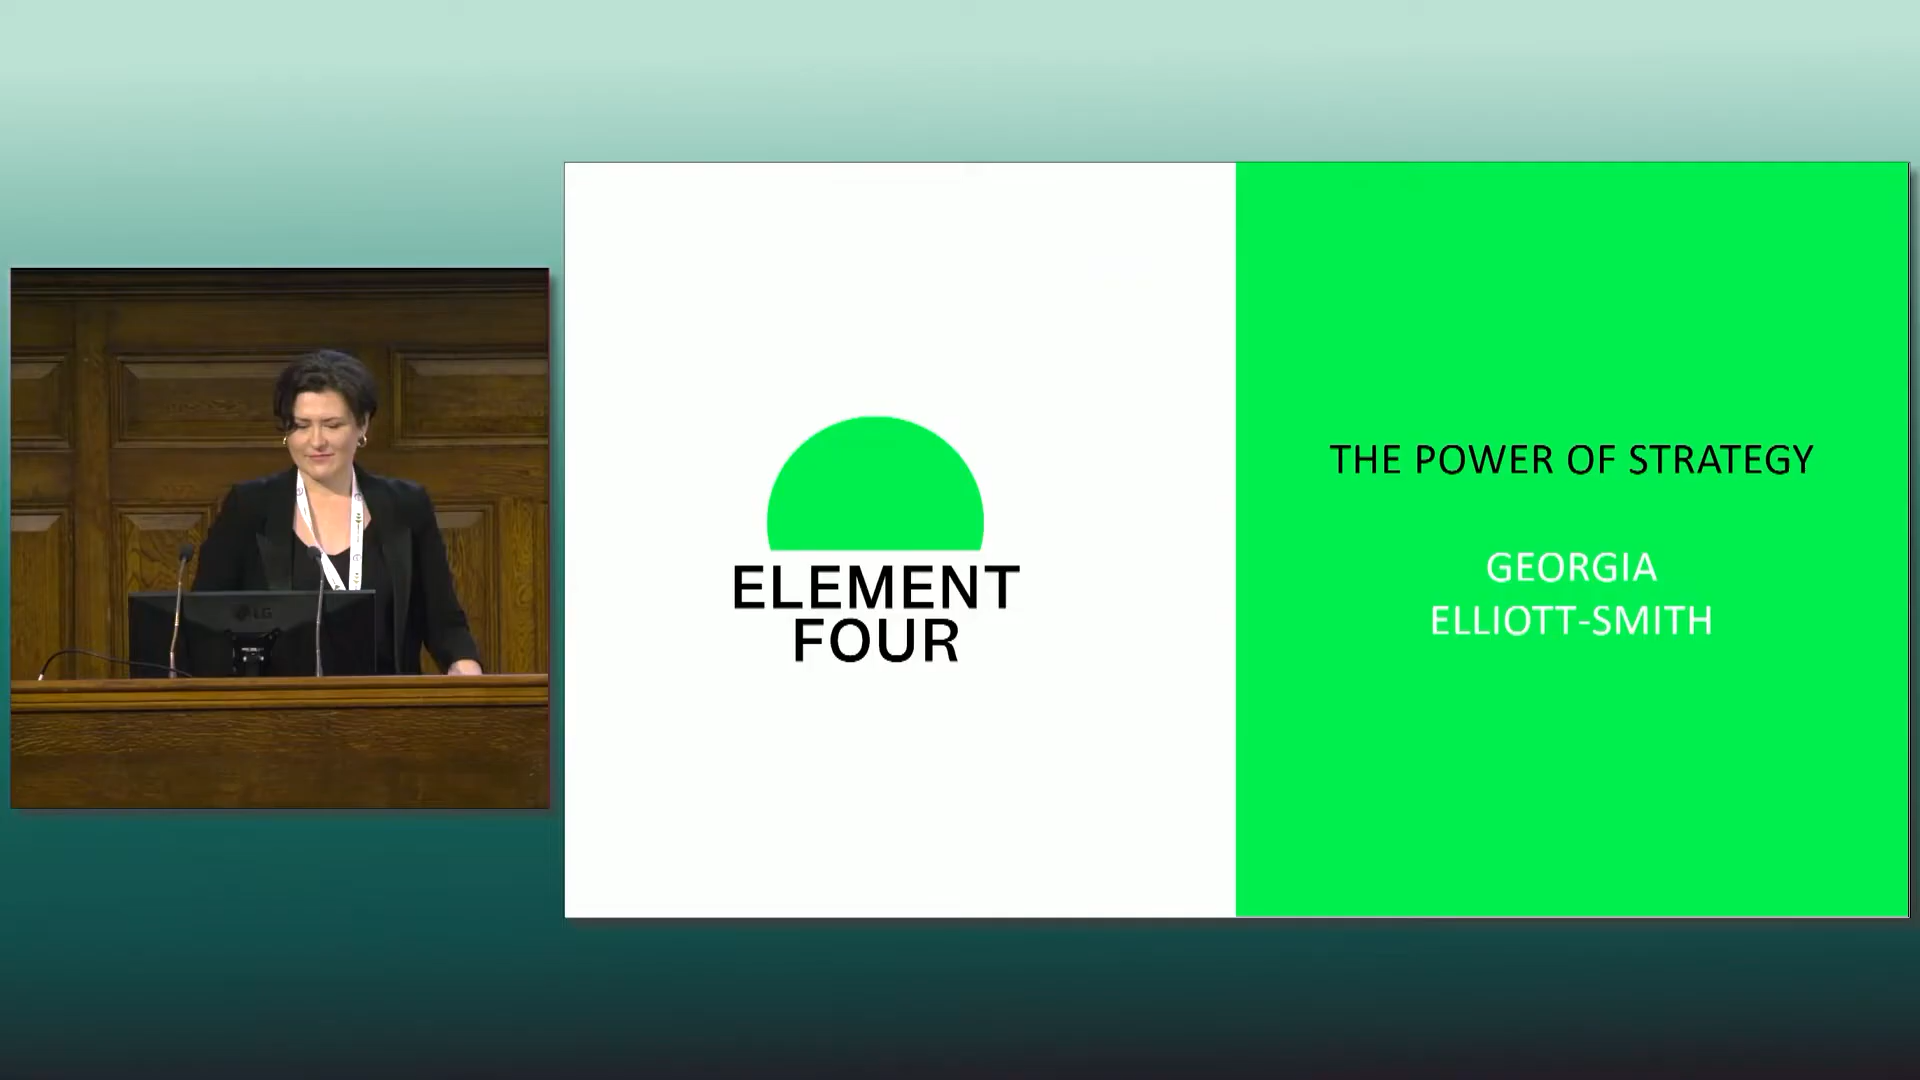 LG
ELEMENT
FOUR
THE POWER OF STRATEGY
GEORGIA
ELLIOTT-SMITH